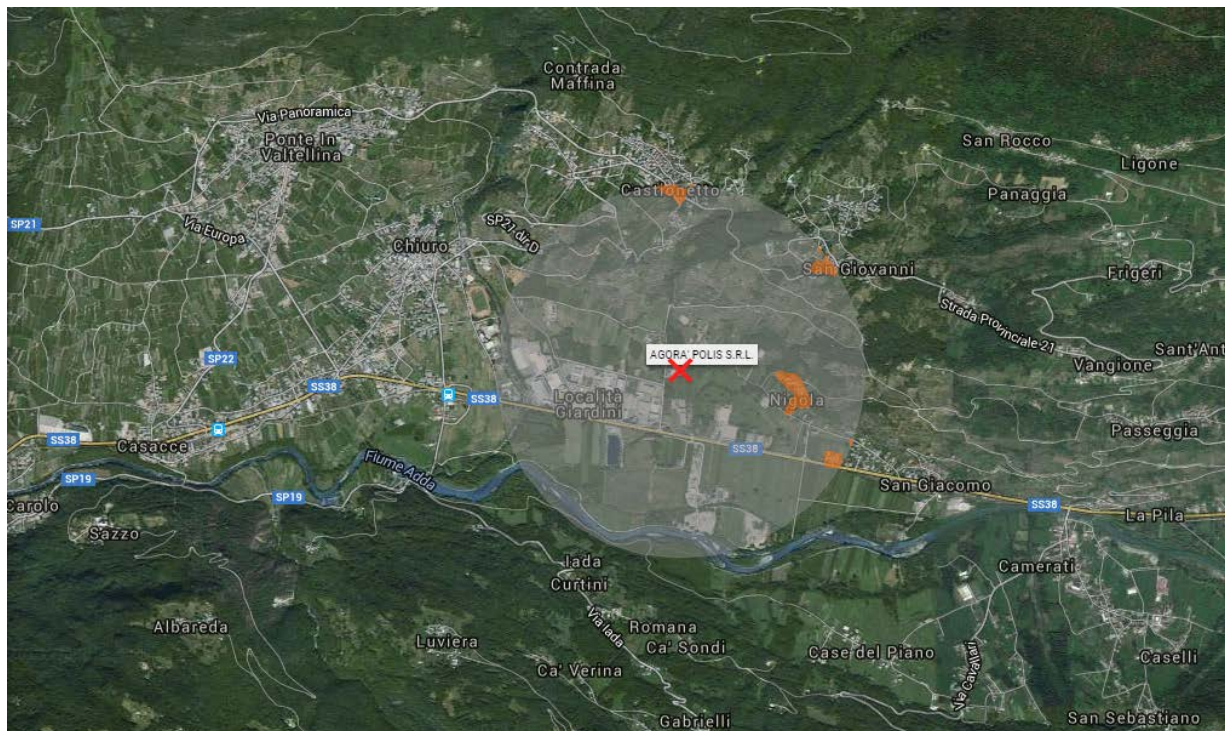 Contrada
Maffina
Via Panoramica
Ponte In
Valtellina
San Rocco
Ligone
Castionetto
Panaggia
SP21
Via Europa
SP21 dir D
Chiuro
San Giovanni
Frigeri
Strada Provinciale 21
AGORA' POLIS S.R.L.
Sant'Ant
SP22
Vangione
SS38
SS38
Località
Giardini
Nigola
Passeggia
SS38
Casacce
SS38
Fiume Adda
SP19
SP19
San Giacomo
SS38
Carolo
La Pila
Sazzo
Iada
Curtini
Camerati
Albareda
Via Iada
Romana
Luviera
Ca' Sondi
Case del Piano
Caselli
Ca' Verina
Via Cavallari
Gabrielli
San Sebastiano